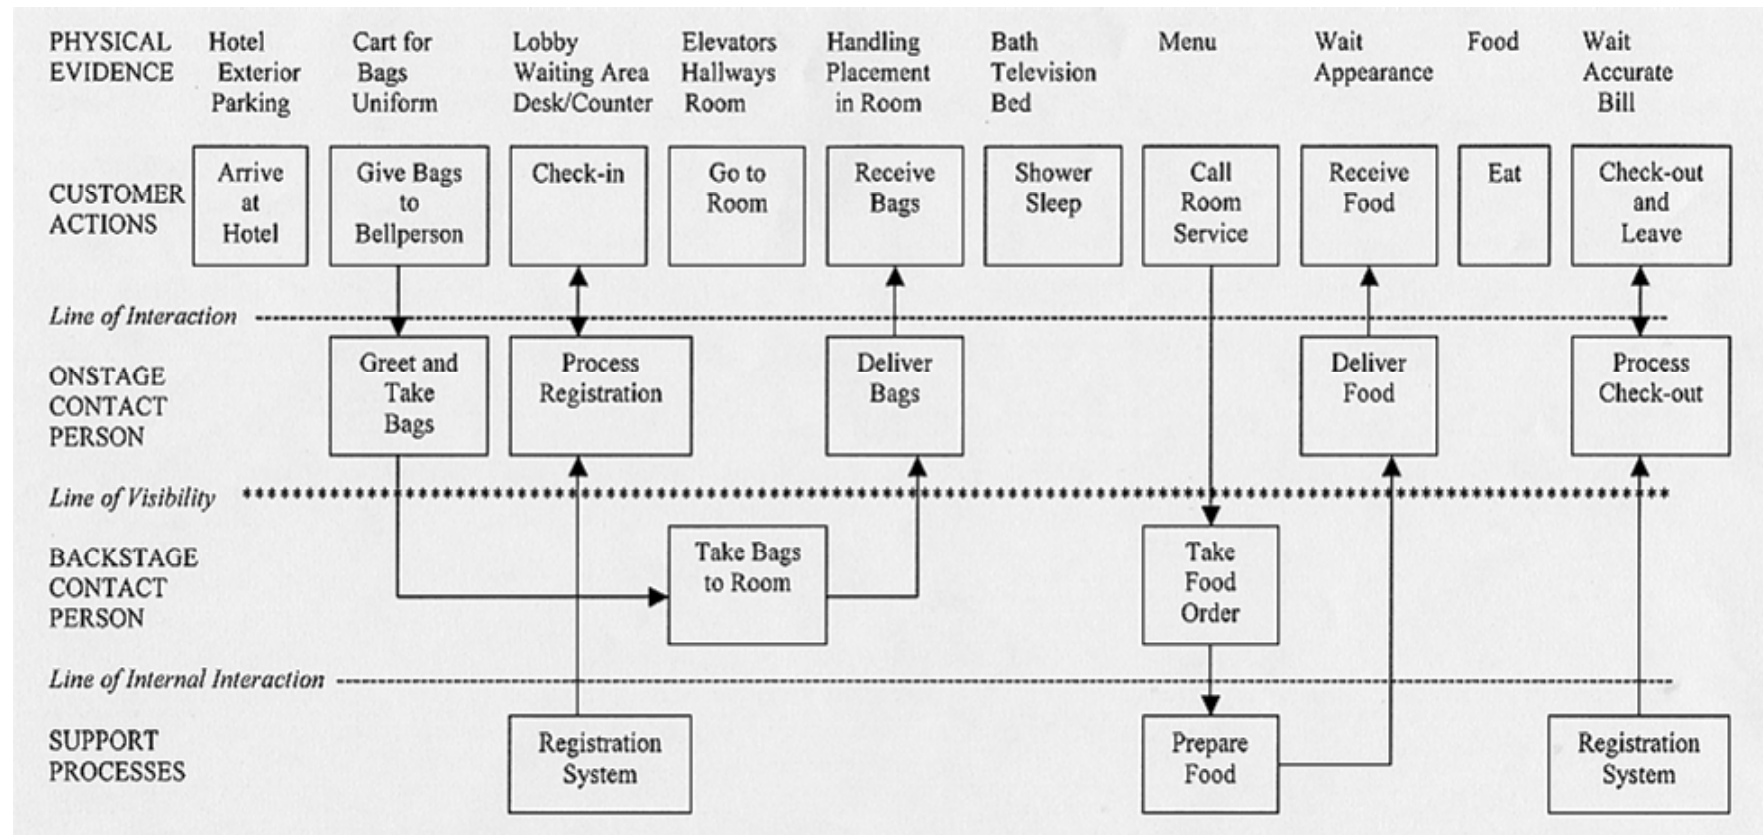 PHYSICAL
EVIDENCE
Hotel
Exterior
Parking
Cart for
Bags
Uniform
Lobby
Waiting Area
Desk/Counter
Elevators
Hallways
Room
Handling
Placement
in Room
Bath
Television
Bed
Menu
Wait
Appearance
Food
Wait
Accurate
Bill
CUSTOMER
ACTIONS
Arrive
at
Hotel
Give Bags
to
Bellperson
Check-in
Go to
Room
Receive
Bags
Shower
Sleep
Call
Room
Service
Receive
Food
Eat
Check-out
and
Leave
Line of Interaction
ONSTAGE
CONTACT
PERSON
Greet and
Take
Bags
Process
Registration
Deliver
Bags
Deliver
Food
Process
Check-out
Line of Visibility
BACKSTAGE
CONTACT
PERSON
Take Bags
to Room
Take
Food
Order
Line of Internal Interaction
SUPPORT
PROCESSES
Registration
System
Prepare
Food
Registration
System